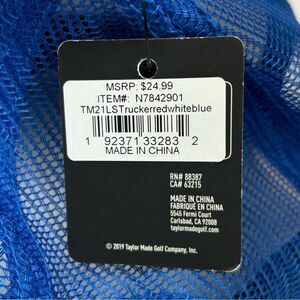 MSRP: $24.99
ITEM#: N7842901
TM21LSTruckerredwhiteblue
1 92371 33283 2
MADE IN CHINA
RN# 88387
CA# 63215
MADE IN CHINA
FABRIQUÉ EN CHINA
5545 Fermi Court
Carlsbad, CA 92008
taylormadegolf.com
© 2019 Taylor Made Golf Company, Inc.